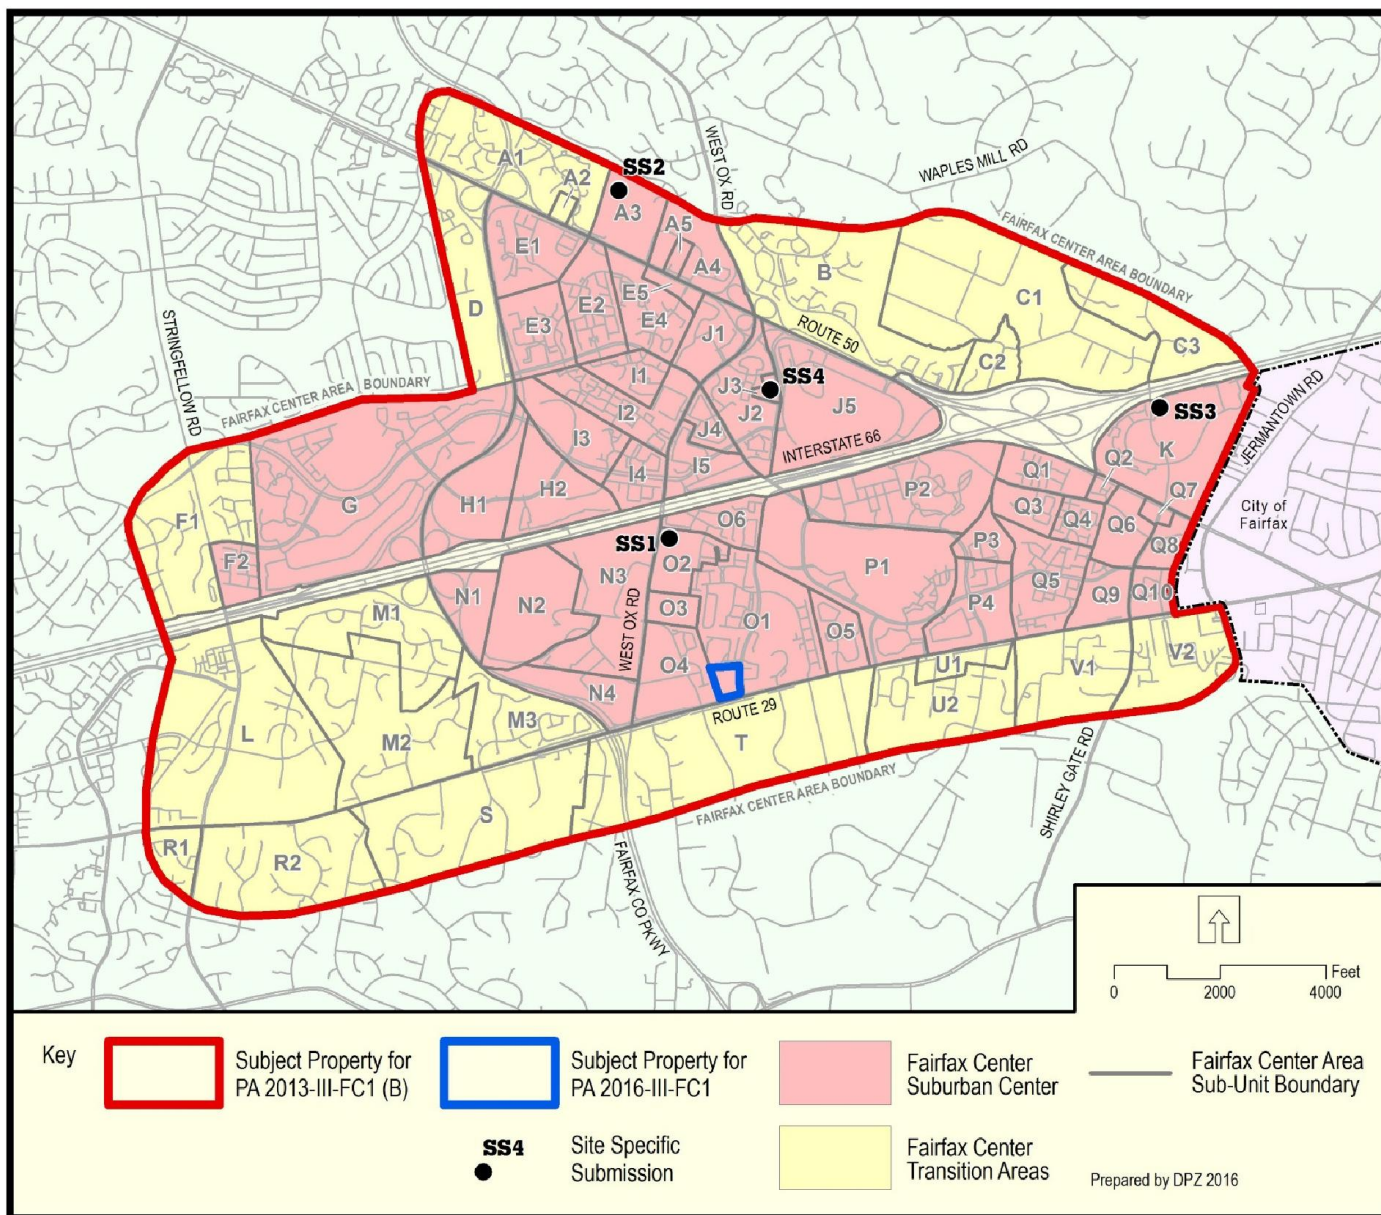 WEST OX RD
WAPLES MILL RD
FAIRFAX CENTER AREA BOUNDARY
A1
A2
SS2
A3
A5
A4
B
C1
C2
C3
D
E1
E2
E3
E5
E4
J1
ROUTE 50
STRINGFELLOW RD
FAIRFAX CENTER AREA BOUNDARY
I1
I2
I3
I4
I5
J3
J2
J4
SS4
J5
INTERSTATE 66
SS3
K
JERMANTOWN RD
City of
Fairfax
F1
F2
G
H1
H2
SS1
O6
O2
O3
O1
O4
O5
P2
P1
P3
P4
Q1
Q2
Q3
Q4
Q6
Q7
Q8
Q5
Q9
Q10
N1
N2
N3
N4
WEST OX RD
M1
M2
M3
L
ROUTE 29
T
U1
U2
V1
V2
S
R1
R2
FAIRFAX CENTER AREA BOUNDARY
SHIRLEY GATE RD
FAIRFAX CO PKWY
Feet
0 2000 4000
Key
Subject Property for
PA 2013-III-FC1 (B)
Subject Property for
PA 2016-III-FC1
Fairfax Center
Suburban Center
Fairfax Center Area
Sub-Unit Boundary
SS4
Site Specific
Submission
Fairfax Center
Transition Areas
Prepared by DPZ 2016